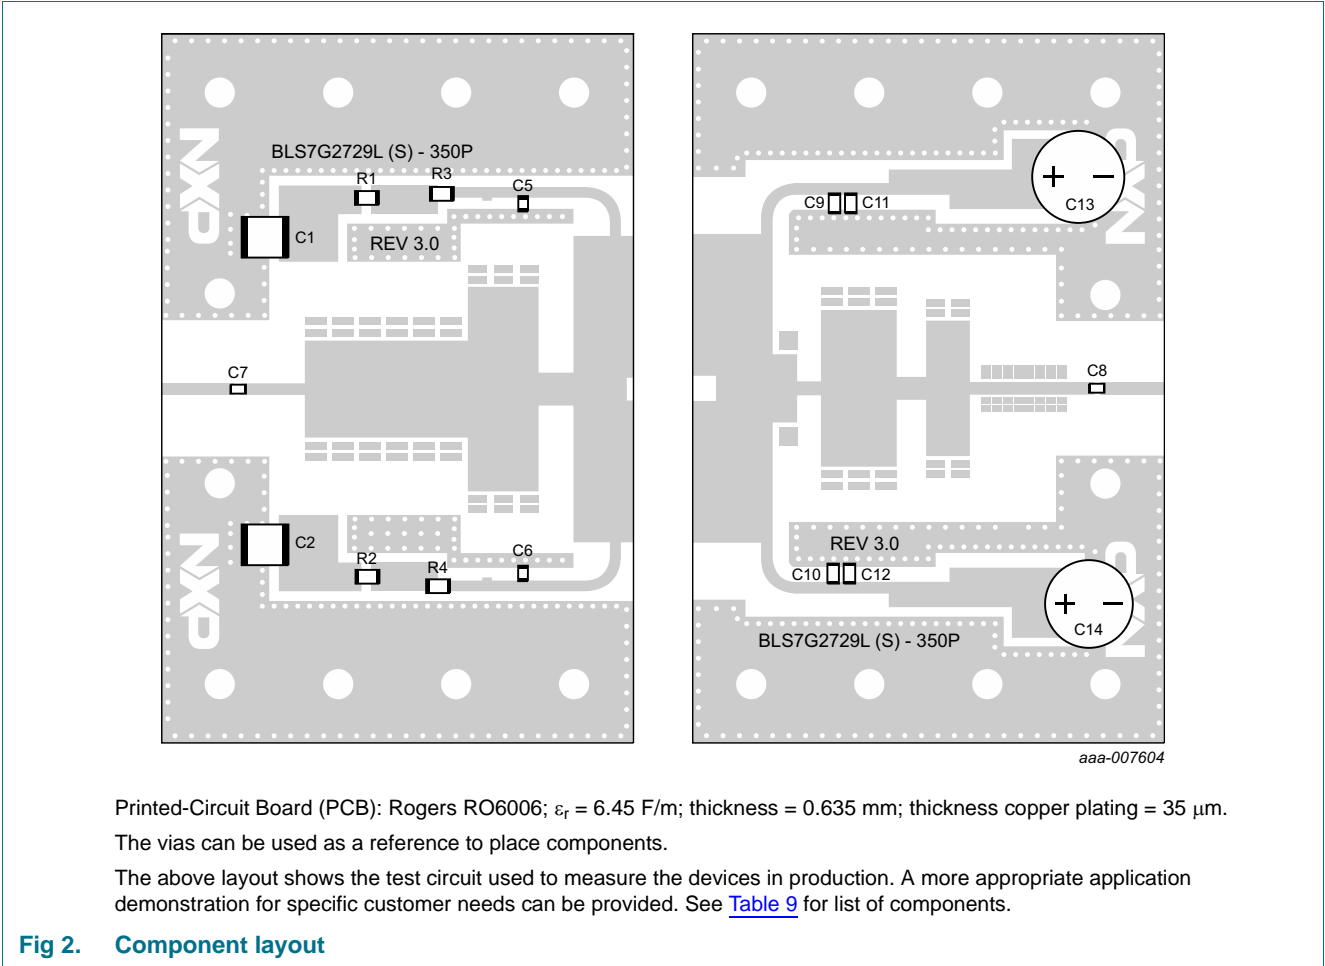 NXP
BLS7G2729L (S) - 350P
R1
R3
C5
C1
REV 3.0
C7
C2
R2
R4
C6
NXP
NXP
C13
C9
C11
C8
REV 3.0
C10
C12
C14
BLS7G2729L (S) - 350P
NXP
aaa-007604
Printed-Circuit Board (PCB): Rogers RO6006; εr = 6.45 F/m; thickness = 0.635 mm; thickness copper plating = 35 μm.
The vias can be used as a reference to place components.
The above layout shows the test circuit used to measure the devices in production. A more appropriate application
demonstration for specific customer needs can be provided. See Table 9 for list of components.
Fig 2. Component layout